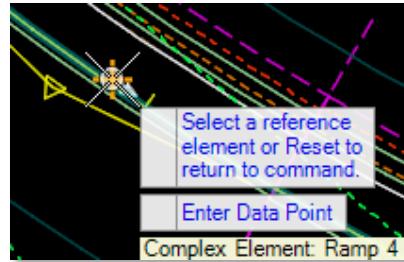 Select a reference
element or Reset to
return to command.
Enter Data Point
Complex Element: Ramp 4